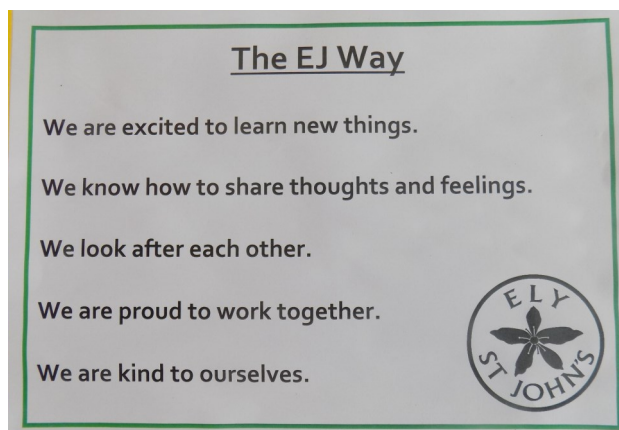 The EJ Way
We are excited to learn new things.
We know how to share thoughts and feelings.
We look after each other.
We are proud to work together.
We are kind to ourselves.
ELY
ST JOHN'S